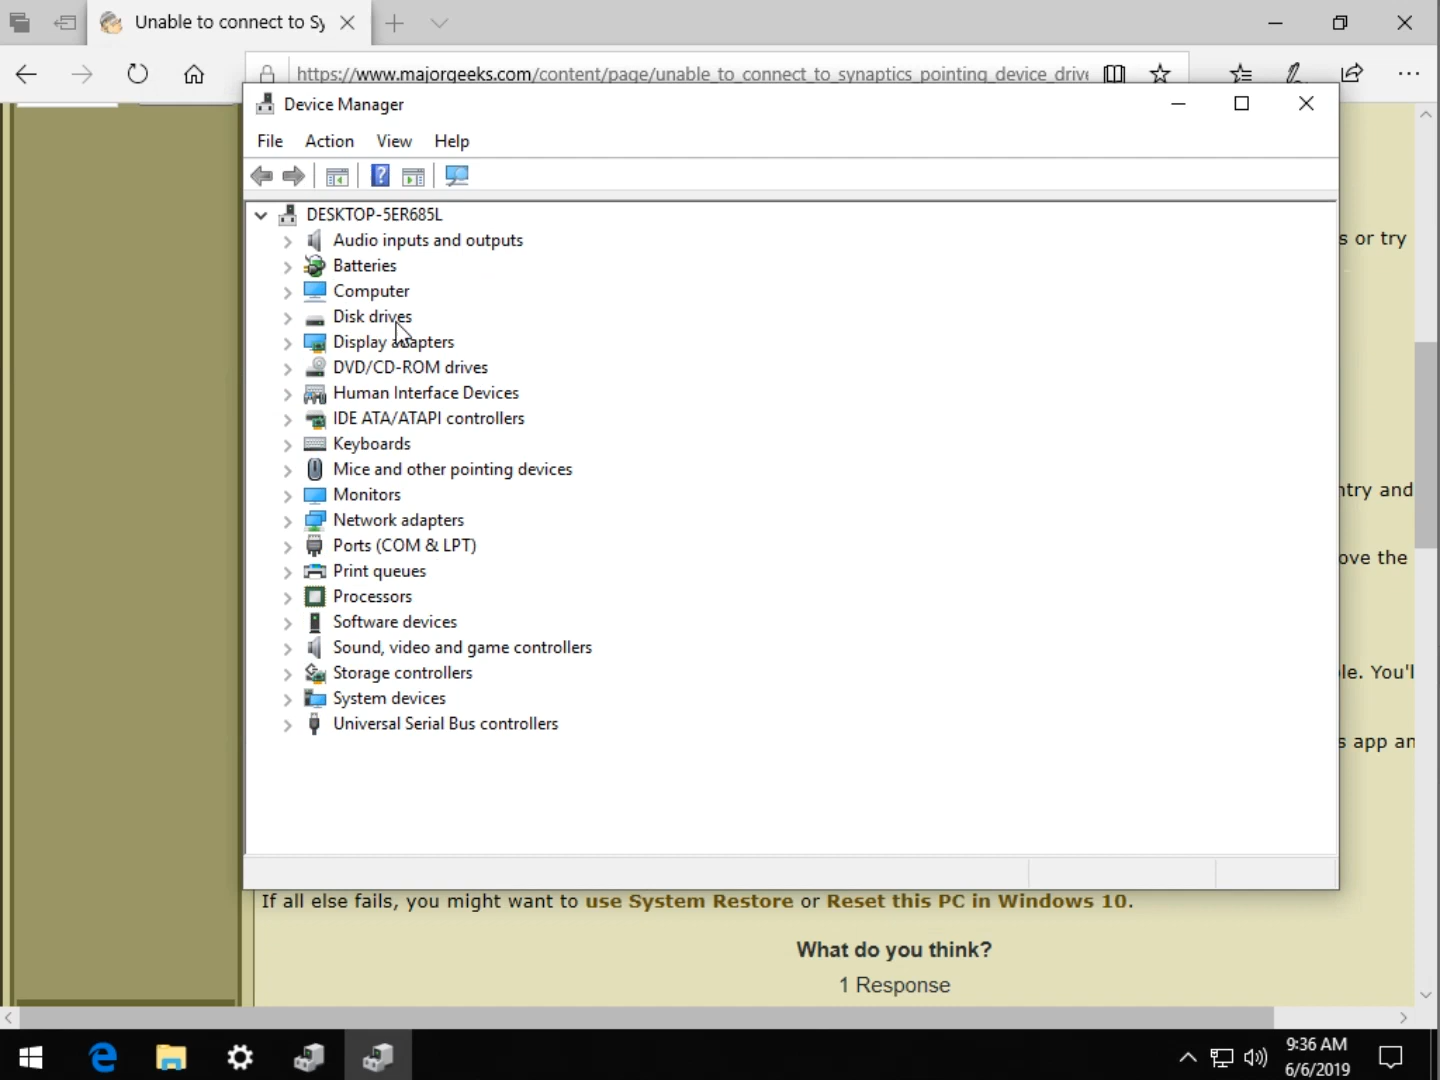 Unable to connect to Sy
https://www.majorgeeks.com/content/page/unable_to_connect_to_synaptics_pointing_device_drive
Device Manager
File Action View Help
DESKTOP-5ER685L
Audio inputs and outputs
Batteries
Computer
Disk drives
Display adapters
DVD/CD-ROM drives
Human Interface Devices
IDE ATA/ATAPI controllers
Keyboards
Mice and other pointing devices
Monitors
Network adapters
Ports (COM & LPT)
Print queues
Processors
Software devices
Sound, video and game controllers
Storage controllers
System devices
Universal Serial Bus controllers
s or try
ntry and
ove the
le. You'l
s app an
If all else fails, you might want to use System Restore or Reset this PC in Windows 10.
What do you think?
1 Response
9:36 AM
6/6/2019